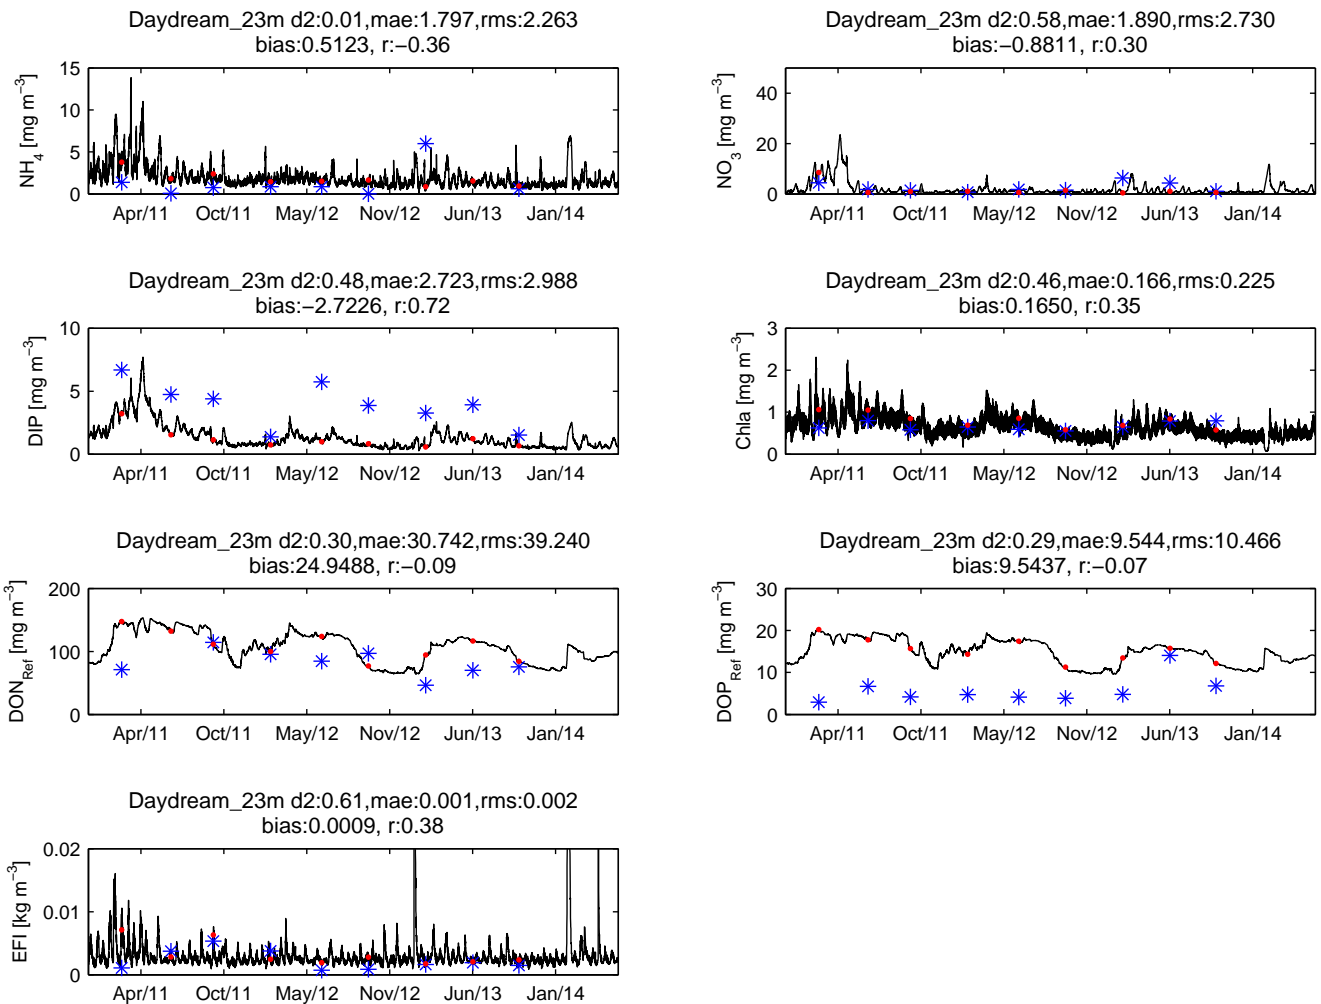 Daydream_23m d2:0.01,mae:1.797,rms:2.263
bias:0.5123, r:−0.36
NH4 [mg m−3]
15
10
5
0
Apr/11 Oct/11 May/12 Nov/12 Jun/13 Jan/14
Daydream_23m d2:0.58,mae:1.890,rms:2.730
bias:−0.8811, r:0.30
NO3 [mg m−3]
40
20
0
Apr/11 Oct/11 May/12 Nov/12 Jun/13 Jan/14
Daydream_23m d2:0.48,mae:2.723,rms:2.988
bias:−2.7226, r:0.72
DIP [mg m−3]
10
5
0
Apr/11 Oct/11 May/12 Nov/12 Jun/13 Jan/14
Daydream_23m d2:0.46,mae:0.166,rms:0.225
bias:0.1650, r:0.35
Chla [mg m−3]
3
2
1
0
Apr/11 Oct/11 May/12 Nov/12 Jun/13 Jan/14
Daydream_23m d2:0.30,mae:30.742,rms:39.240
bias:24.9488, r:−0.09
DONRef [mg m−3]
200
100
0
Apr/11 Oct/11 May/12 Nov/12 Jun/13 Jan/14
Daydream_23m d2:0.29,mae:9.544,rms:10.466
bias:9.5437, r:−0.07
DOPRef [mg m−3]
30
20
10
0
Apr/11 Oct/11 May/12 Nov/12 Jun/13 Jan/14
Daydream_23m d2:0.61,mae:0.001,rms:0.002
bias:0.0009, r:0.38
EFI [kg m−3]
0.02
0.01
0
Apr/11 Oct/11 May/12 Nov/12 Jun/13 Jan/14